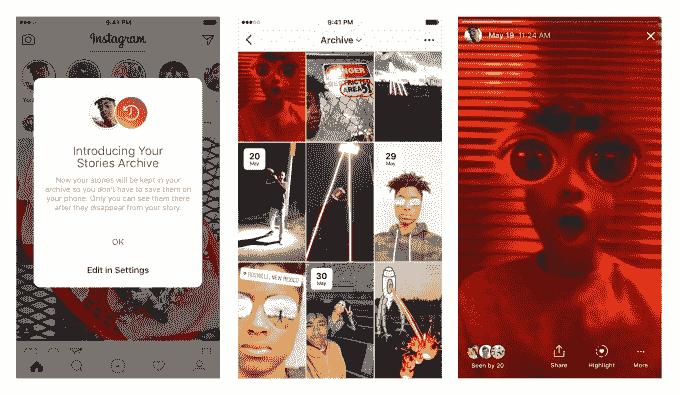 9:41 PM
Instagram
Introducing Your
Stories Archive
Now your stories will be kept in your
archive so you don't have to save them on
your phone. Only you can see them there
after they disappear from your story.
OK
Edit in Settings
9:41 PM
Archive
DANGER
AREA 51
20
May
29
May
ROSWELL, NEW MEXICO
30
May
May 19 11:24 AM
Seen by 20
Share
Highlight
More